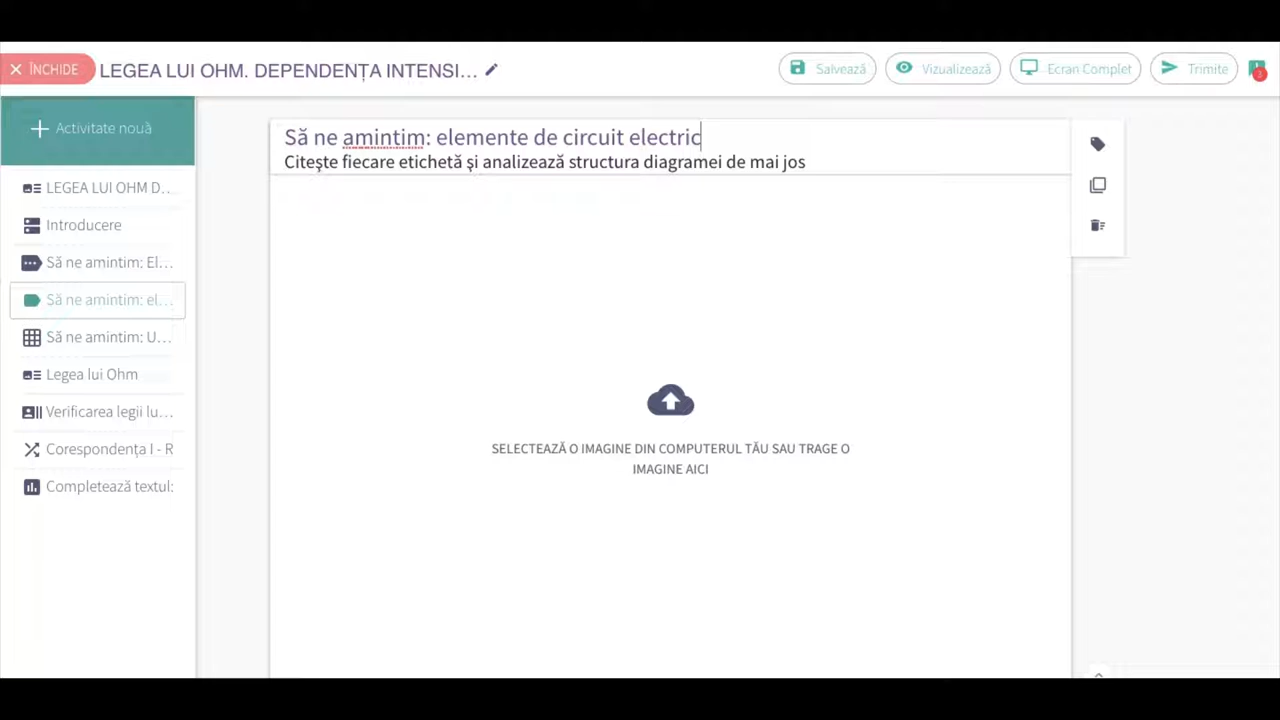 ÎNCHIDE
LEGEA LUI OHM. DEPENDENȚA INTENSI...
Salvează
Vizualizează
Ecran Complet
Trimite
Activitate nouă
LEGEA LUI OHM D...
Introducere
Să ne amintim: El...
Să ne amintim: el...
Să ne amintim: U...
Legea lui Ohm
Verificarea legii lu...
Corespondența I - R
Completează textul:
Să ne amintim: elemente de circuit electric
Citește fiecare etichetă și analizează structura diagramei de mai jos
SELECTEAZĂ O IMAGINE DIN COMPUTERUL TĂU SAU TRAGE O
IMAGINE AICI